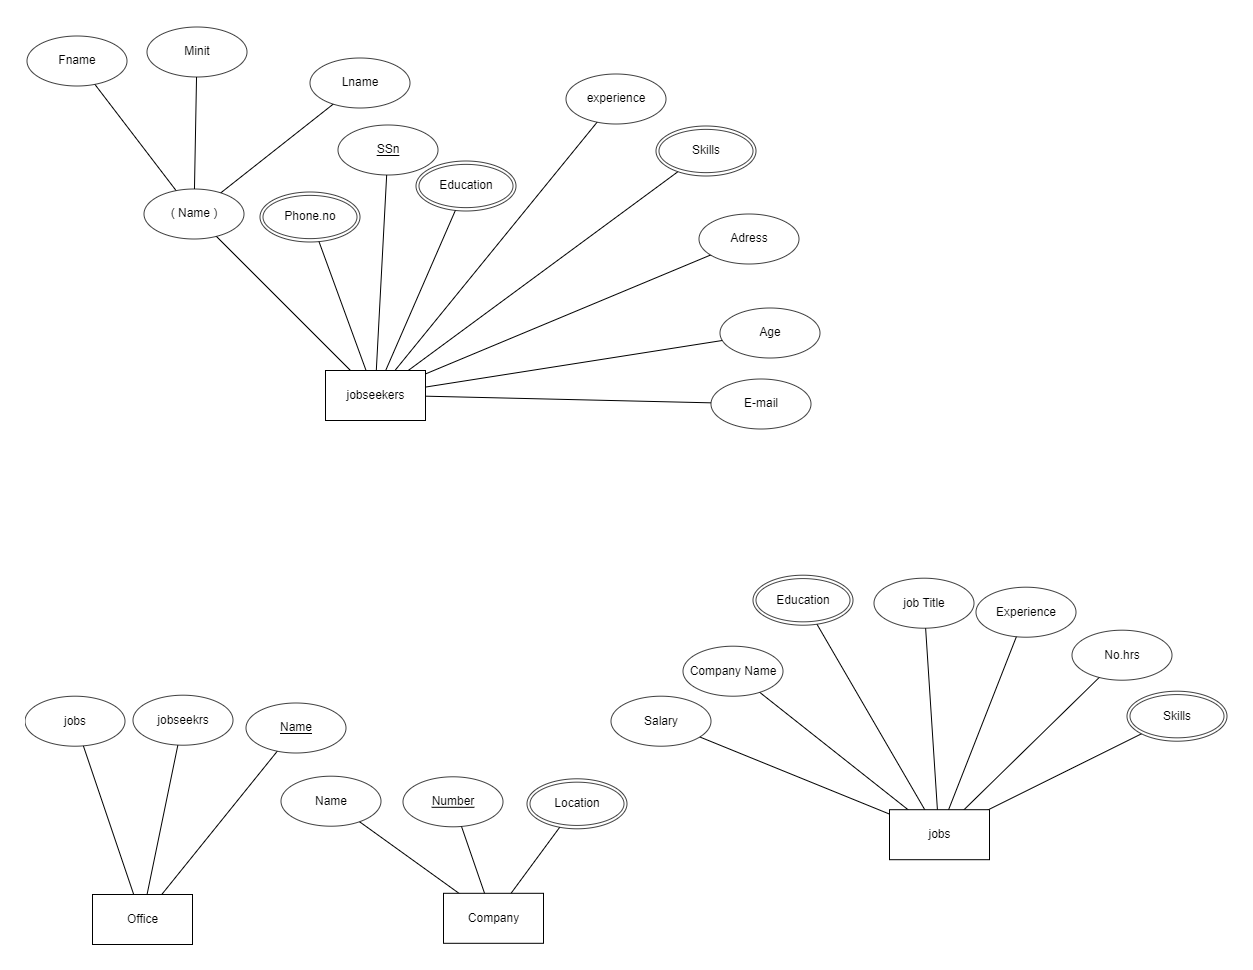 Fname
Minit
Lname
experience
SSn
Skills
Education
( Name )
Phone.no
Adress
Age
jobseekers
E-mail
Education
job Title
Experience
No.hrs
Company Name
Skills
jobs
jobseekrs
Name
Salary
Name
Number
Location
jobs
Office
Company